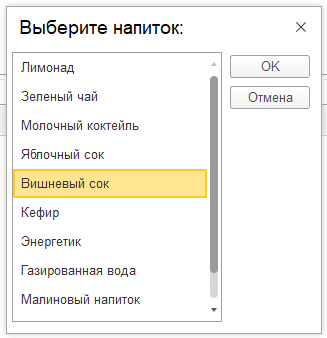 Выберите напиток:
Лимонад
OK
Зеленый чай
Отмена
Молочный коктейль
Яблочный сок
Вишневый сок
Кефир
Энергетик
Газированная вода
Малиновый напиток